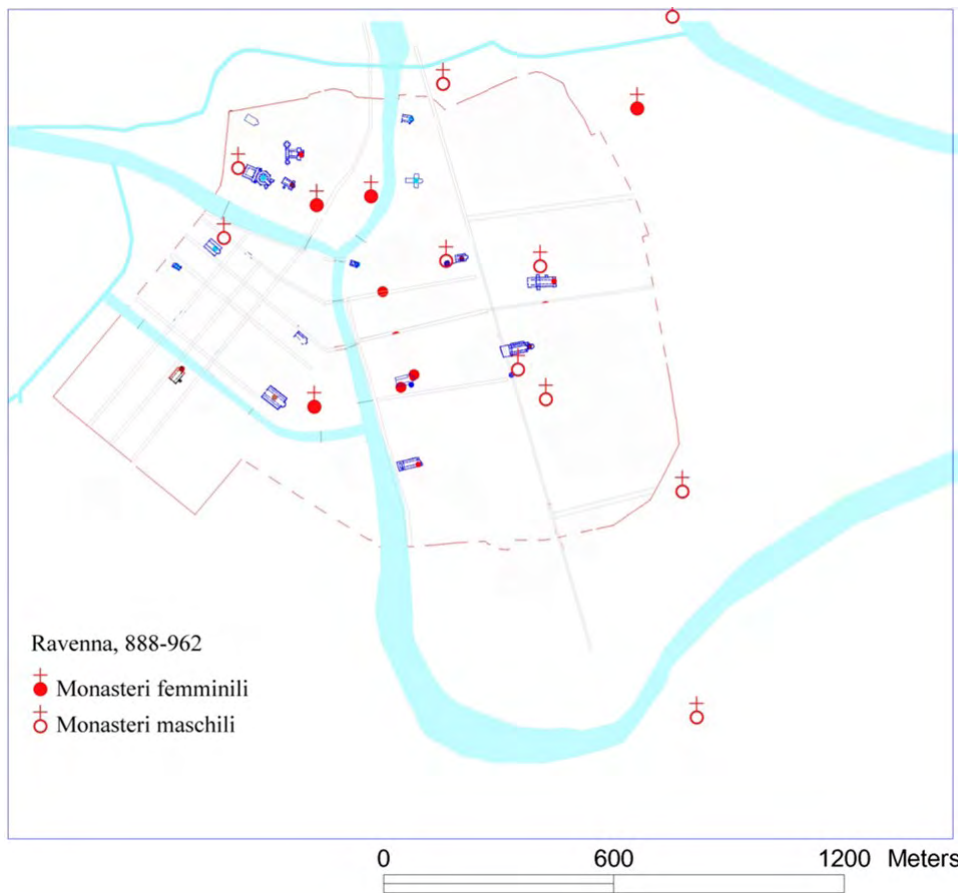 Ravenna, 888-962
Monasteri femminili
Monasteri maschili
0 600 1200 Meters